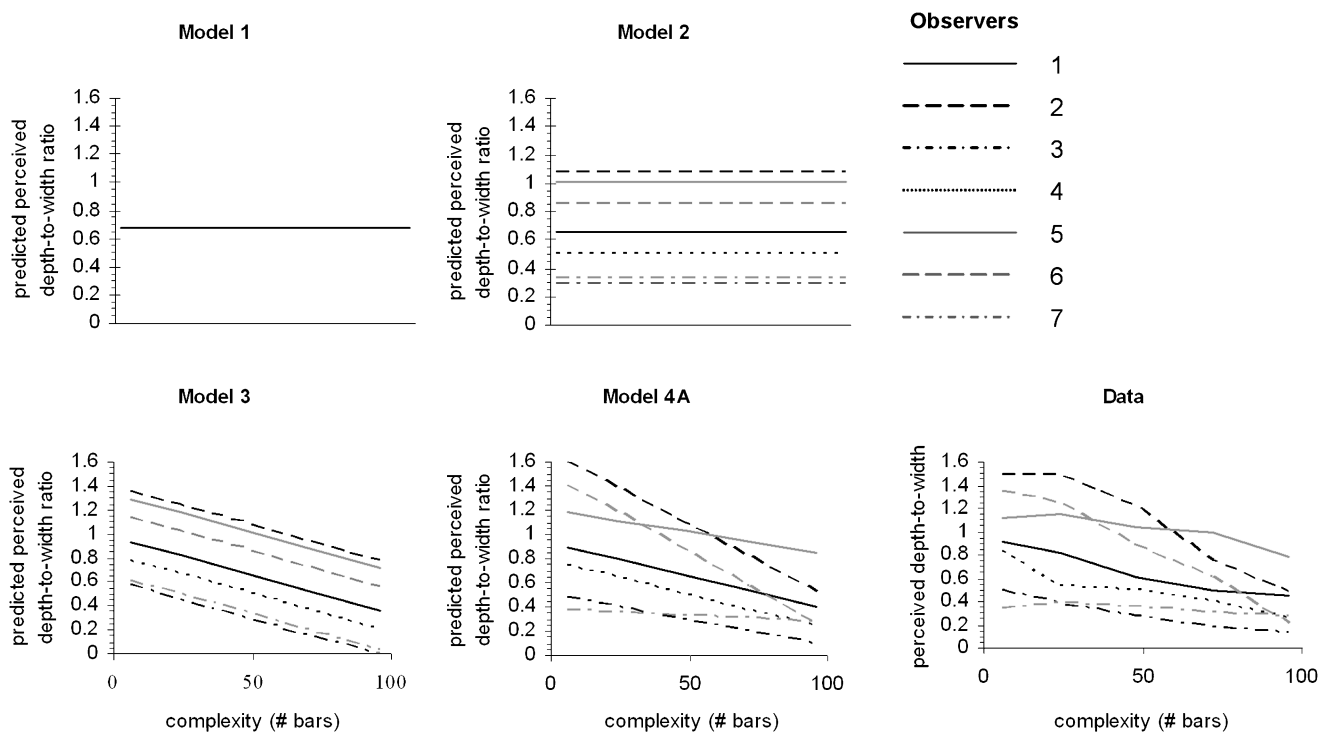 Model 1
predicted perceived
depth-to-width ratio
1.6
1.4
1.2
1
0.8
0.6
0.4
0.2
0
Model 2
predicted perceived
depth-to-width ratio
1.6
1.4
1.2
1
0.8
0.6
0.4
0.2
0
Observers
1
2
3
4
5
6
7
Model 3
predicted perceived
depth-to-width ratio
1.6
1.4
1.2
1
0.8
0.6
0.4
0.2
0
0 50 100
complexity (# bars)
Model 4A
predicted perceived
depth-to-width ratio
1.6
1.4
1.2
1
0.8
0.6
0.4
0.2
0
0 50 100
complexity (# bars)
Data
perceived depth-to-width
1.6
1.4
1.2
1
0.8
0.6
0.4
0.2
0
0 50 100
complexity (# bars)